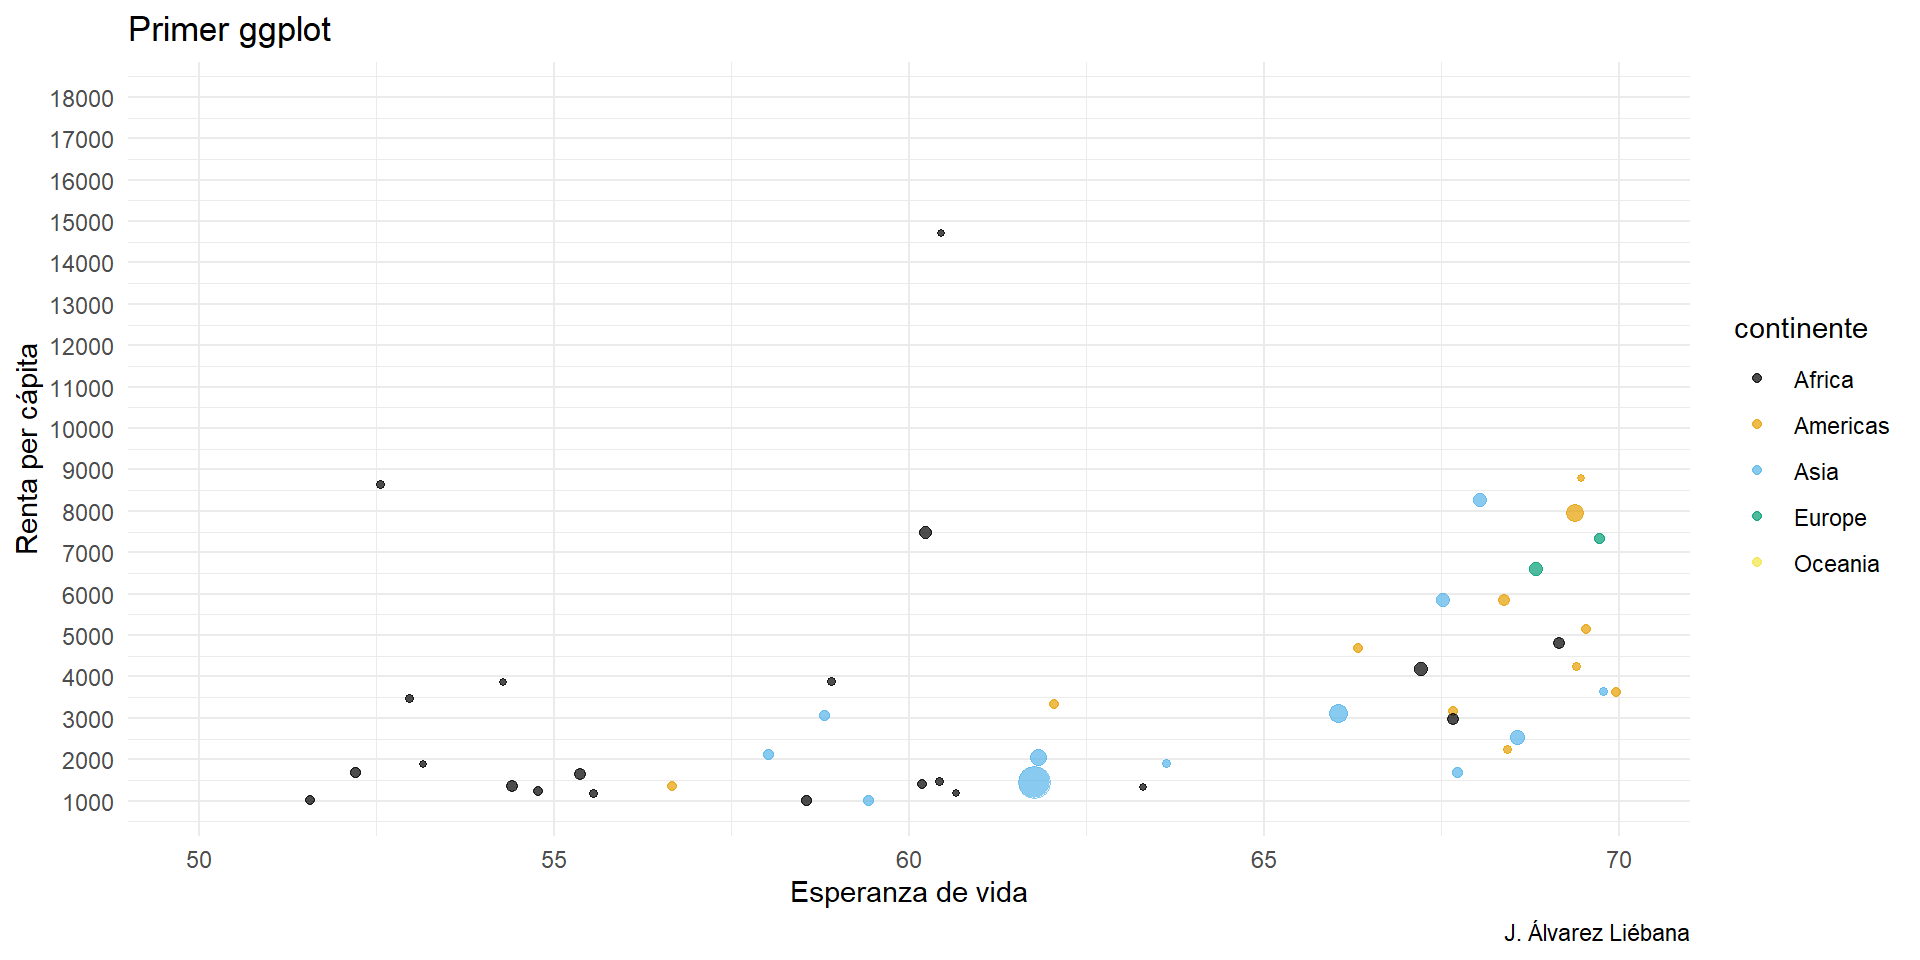 Primer ggplot
18000
17000
16000
15000
14000
13000
12000
11000
10000
9000
8000
7000
6000
5000
4000
3000
2000
1000
Renta per cápita
50 55 60 65 70
Esperanza de vida
continente
Africa
Americas
Asia
Europe
Oceania
J. Álvarez Liébana